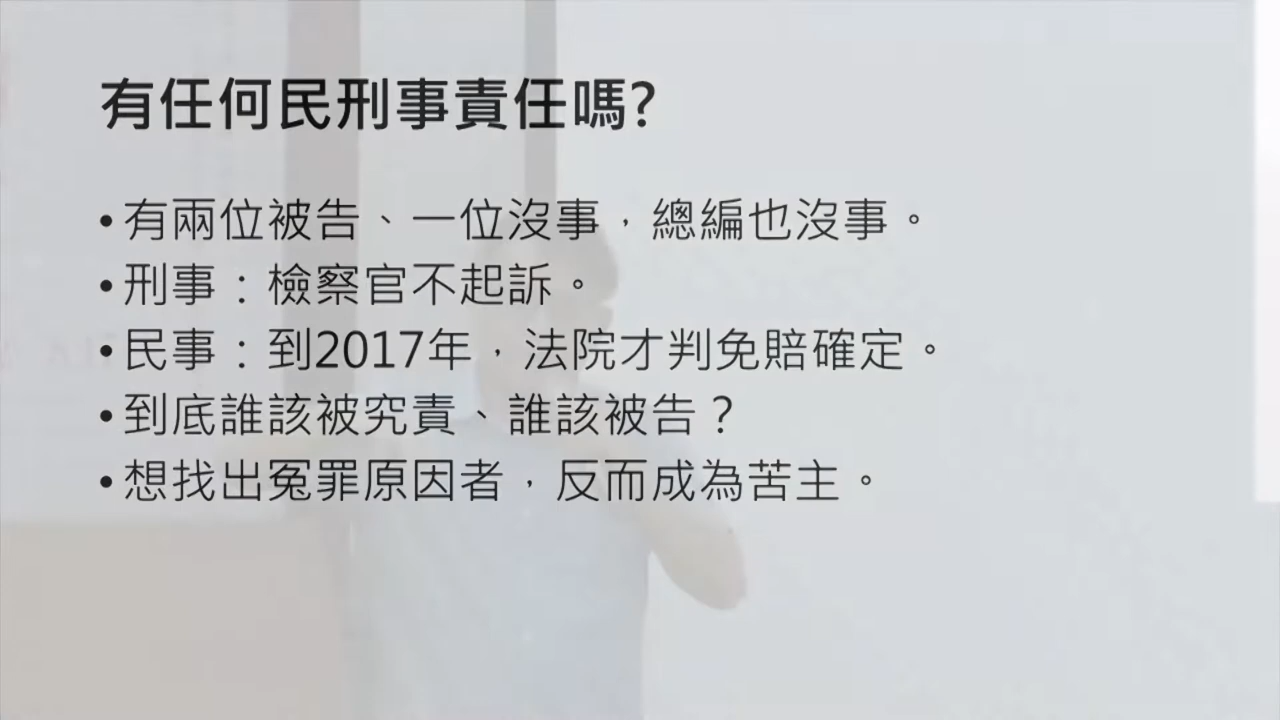 有任何民刑事責任嗎?
• 有兩位被告、一位沒事，總編也沒事。
• 刑事：檢察官不起訴。
• 民事：到2017年，法院才判免賠確定。
• 到底誰該被究責、誰該被告？
• 想找出冤罪原因者，反而成為苦主。